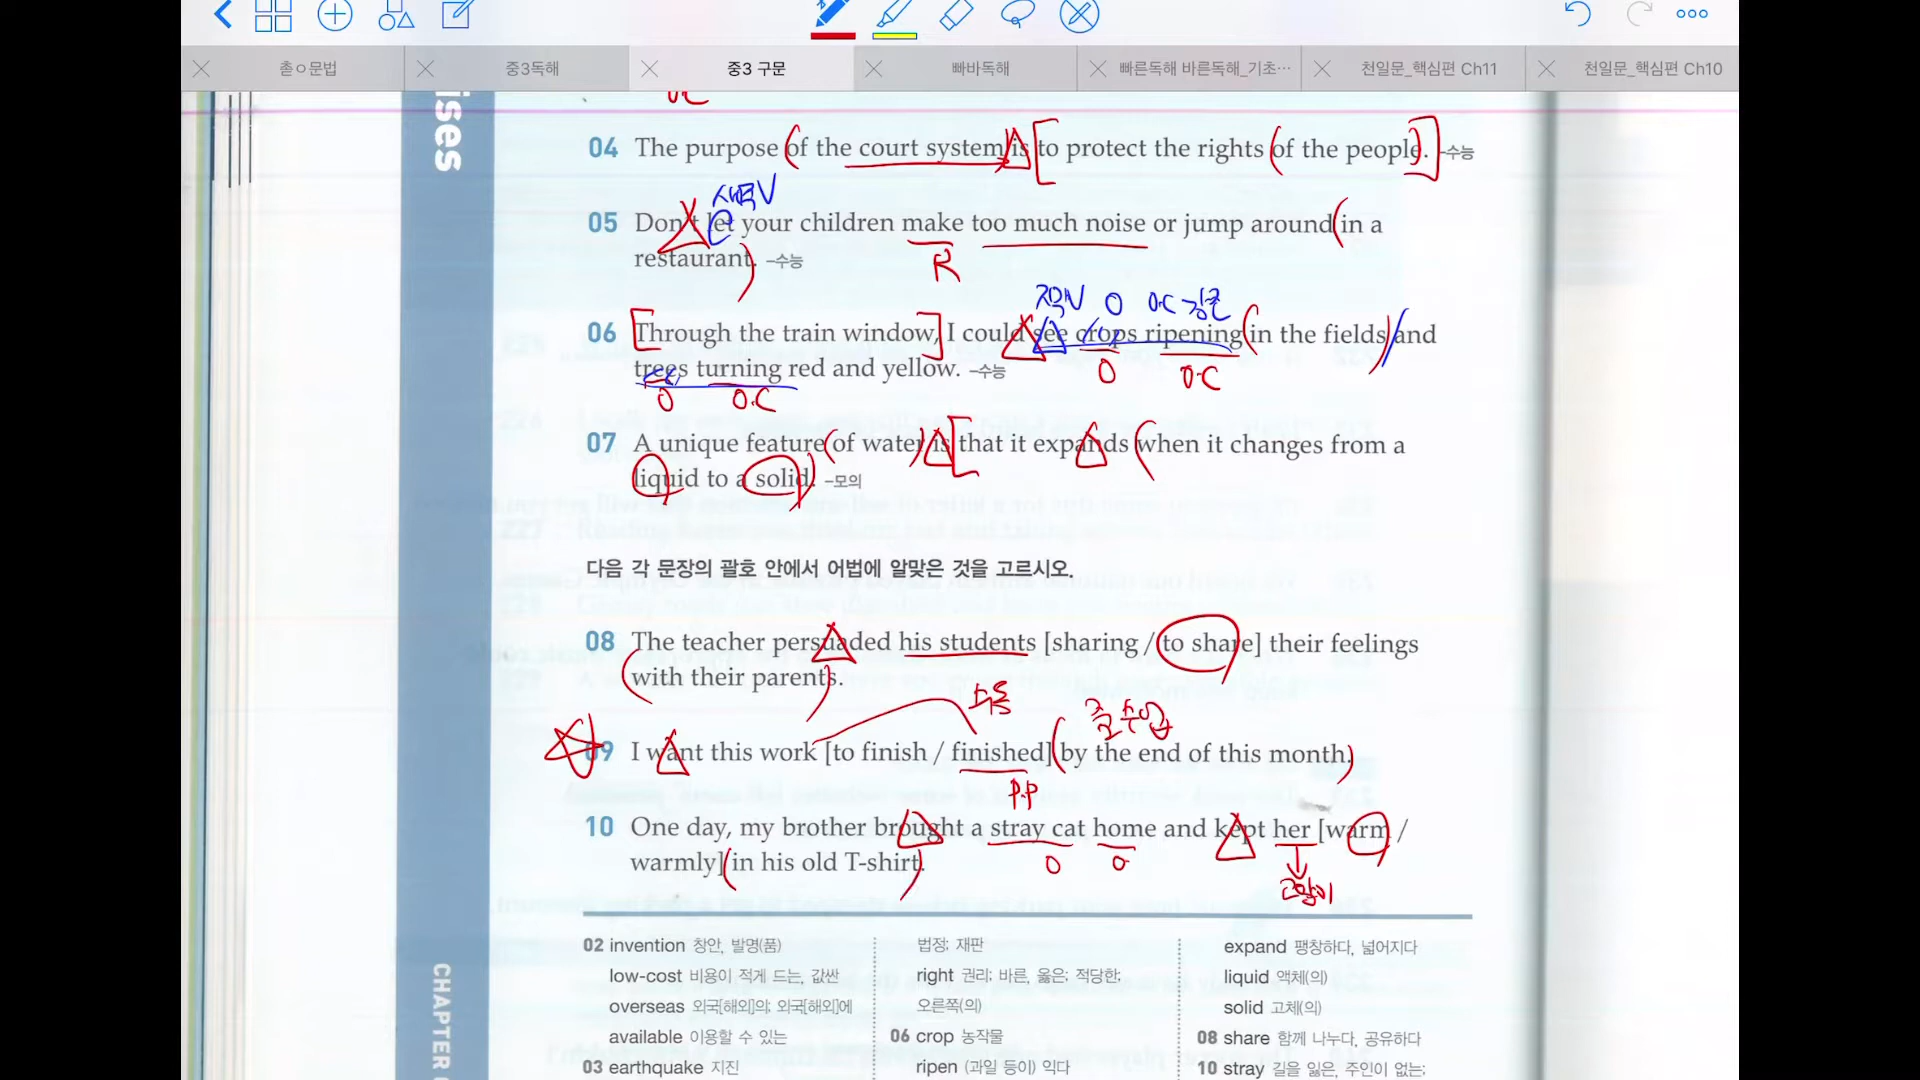 촏ㅇ문법
중3독해
중3 구문
빠바독해
빠른독해 바른독해_기초…
천일문_핵심편 Ch11
천일문_핵심편 Ch10
ises
O.C
04 The purpose of the court system is to protect the rights of the people. –수능
사역V
05 Don't let your children make too much noise or jump around in a
restaurant. –수능
R
지각V O O.C
06 Through the train window, I could see crops ripening in the fields and
O O.C
trees turning red and yellow. –수능
O O.C
07 A unique feature of water is that it expands when it changes from a
liquid to a solid. –모의
다음 각 문장의 괄호 안에서 어법에 알맞은 것을 고르시오.
08 The teacher persuaded his students [sharing / to share] their feelings
with their parents.
수동
09 I want this work [to finish / finished] by the end of this month.
P.P
10 One day, my brother brought a stray cat home and kept her [warm /
warmly] in his old T-shirt.
O
고양이
02 invention 창안, 발명(품)
low-cost 비용이 적게 드는, 값싼
overseas 외국[해외]의; 외국[해외]에
available 이용할 수 있는
03 earthquake 지진
법정; 재판
right 권리; 바른, 옳은; 적당한;
오른쪽(의)
06 crop 농작물
ripen (과일 등이) 익다
expand 팽창하다, 넓어지다
liquid 액체(의)
solid 고체(의)
08 share 함께 나누다, 공유하다
10 stray 길을 잃은, 주인이 없는;
CHAPTER